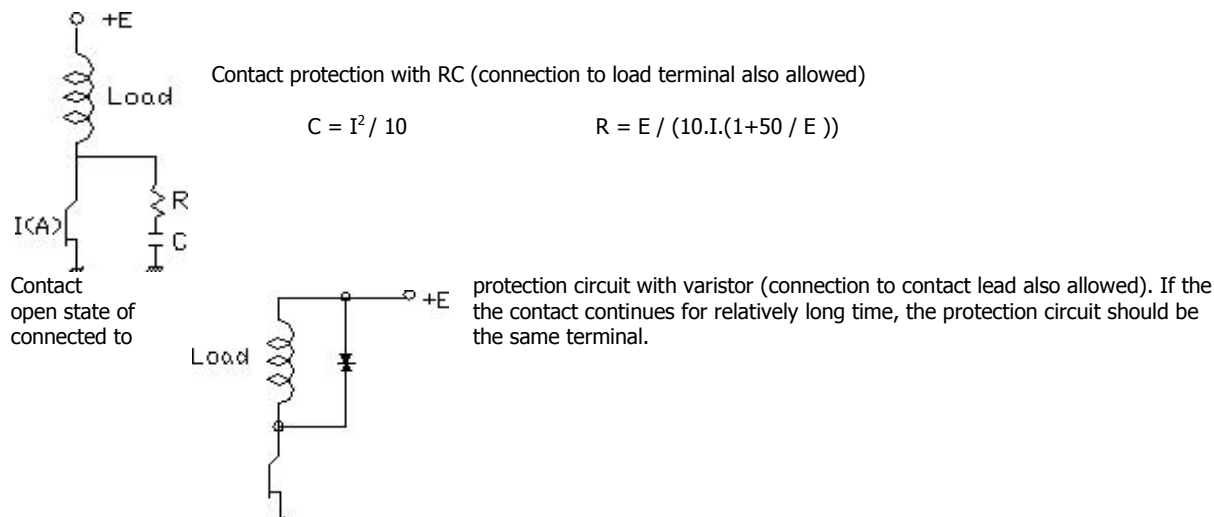 +E
Contact protection with RC (connection to load terminal also allowed)
Load
C = I² / 10 R = E / (10.I.(1+50 / E ))
R
I(A)
C
Contact protection circuit with varistor (connection to contact lead also allowed). If the
open state of the contact continues for relatively long time, the protection circuit should be
connected to the same terminal.
+E
Load